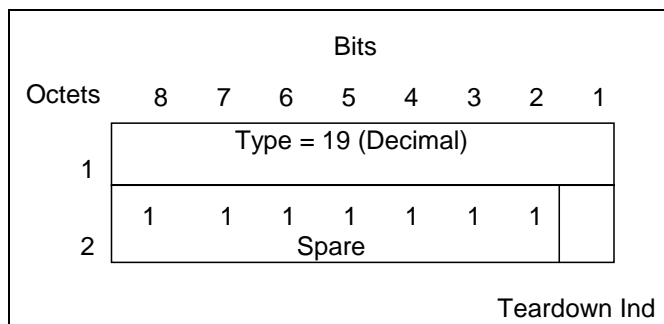 Bits
Octets 8 7 6 5 4 3 2 1
Type = 19 (Decimal)
1
1 1 1 1 1 1 1
2 Spare
Teardown Ind